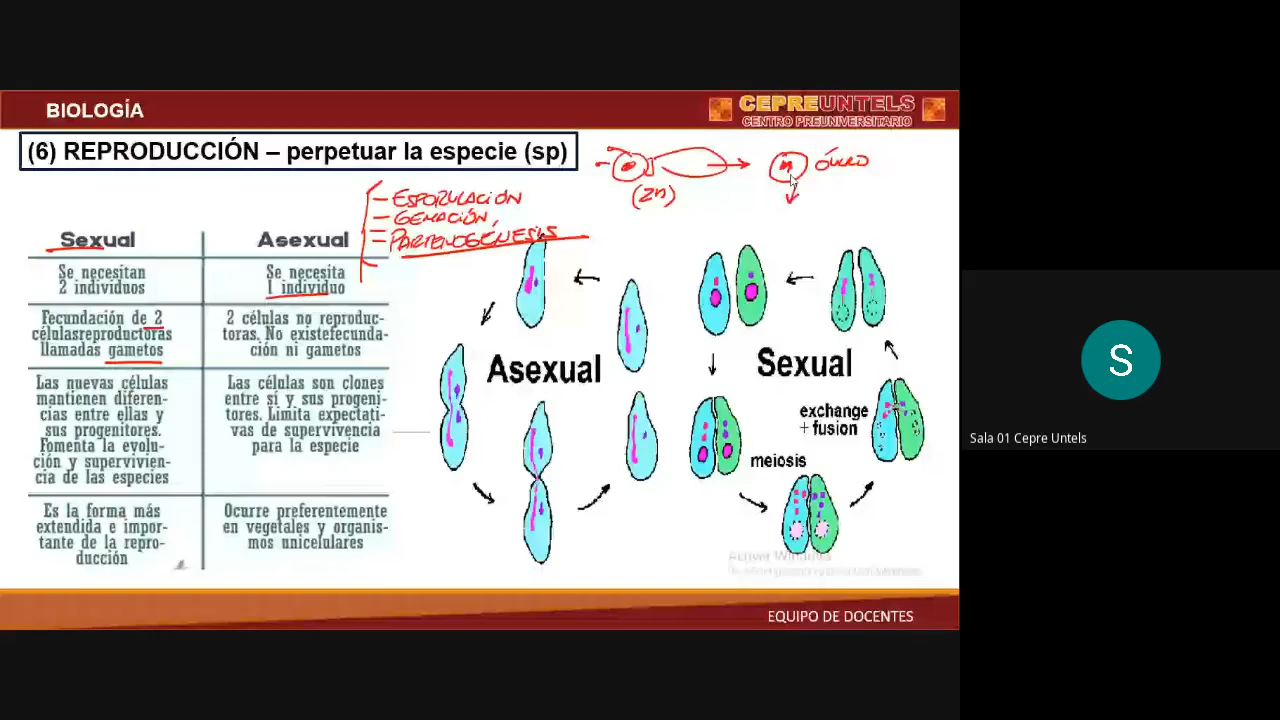 BIOLOGÍA
CEPREUNTELS
CENTRO PREUNIVERSITARIO
(6) REPRODUCCIÓN – perpetuar la especie (sp)
(2n)
n
ÓVULO
- ESPORULACIÓN
- GEMACIÓN
- PARTENOGÉNESIS
Sexual
Asexual
Se necesitan
2 individuos
Se necesita
1 individuo
Fecundación de 2
célulasreproductoras
llamadas gametos
2 células no reproduc-
toras. No existefecunda-
ción ni gametos
Las nuevas células
mantienen diferen-
cias entre ellas y
sus progenitores.
Fomenta la evolu-
ción y supervivien-
cia de las especies
Las células son clones
entre sí y sus progeni-
tores. Limita expectati-
vas de supervivencia
para la especie
Es la forma más
extendida e impor-
tante de la repro-
ducción
Ocurre preferentemente
en vegetales y organis-
mos unicelulares
Asexual
Sexual
exchange
+ fusion
meiosis
Activar Windows
EQUIPO DE DOCENTES
S
Sala 01 Cepre Untels